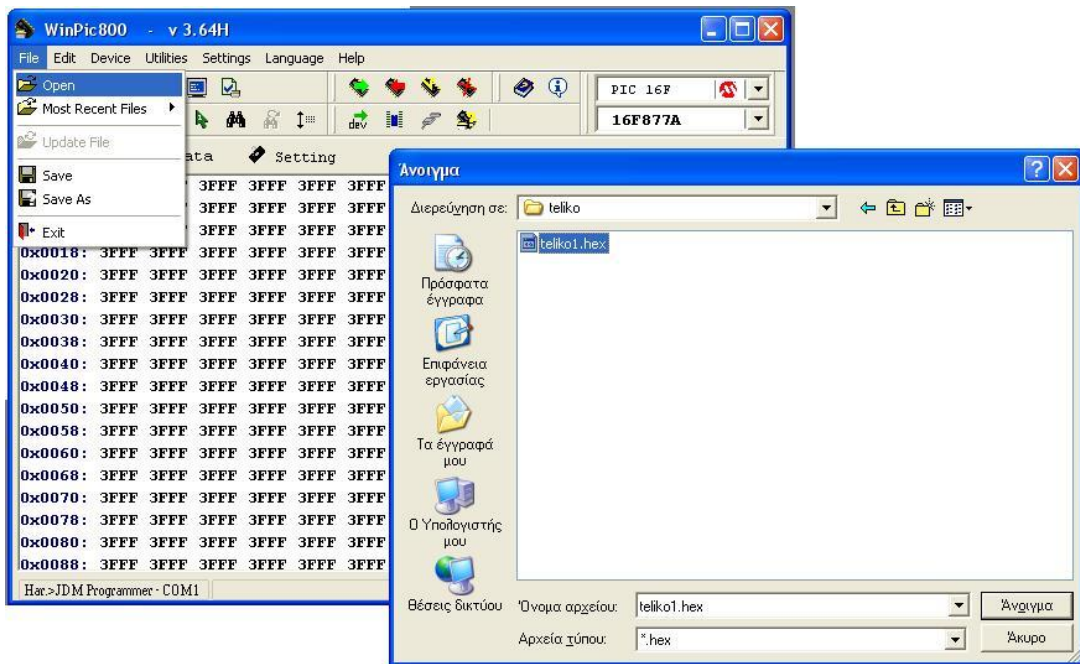 WinPic800 - v 3.64H
File Edit Device Utilities Settings Language Help
Open
Most Recent Files
Update File
Save
Save As
Exit
PIC 16F
16F877A
dev
Setting
3FFF 3FFF 3FFF 3FFF
3FFF 3FFF 3FFF 3FFF
3FFF 3FFF 3FFF 3FFF
0x0018: 3FFF 3FFF 3FFF 3FFF 3FFF 3FFF
0x0020: 3FFF 3FFF 3FFF 3FFF 3FFF 3FFF
0x0028: 3FFF 3FFF 3FFF 3FFF 3FFF 3FFF
0x0030: 3FFF 3FFF 3FFF 3FFF 3FFF 3FFF
0x0038: 3FFF 3FFF 3FFF 3FFF 3FFF 3FFF
0x0040: 3FFF 3FFF 3FFF 3FFF 3FFF 3FFF
0x0048: 3FFF 3FFF 3FFF 3FFF 3FFF 3FFF
0x0050: 3FFF 3FFF 3FFF 3FFF 3FFF 3FFF
0x0058: 3FFF 3FFF 3FFF 3FFF 3FFF 3FFF
0x0060: 3FFF 3FFF 3FFF 3FFF 3FFF 3FFF
0x0068: 3FFF 3FFF 3FFF 3FFF 3FFF 3FFF
0x0070: 3FFF 3FFF 3FFF 3FFF 3FFF 3FFF
0x0078: 3FFF 3FFF 3FFF 3FFF 3FFF 3FFF
0x0080: 3FFF 3FFF 3FFF 3FFF 3FFF 3FFF
0x0088: 3FFF 3FFF 3FFF 3FFF 3FFF 3FFF
Har.>JDM Programmer - COM1
Άνοιγμα
Διερεύνηση σε: teliko
teliko1.hex
Πρόσφατα
έγγραφα
Επιφάνεια
εργασίας
Τα έγγραφά
μου
Ο Υπολογιστής
μου
Θέσεις δικτύου
Όνομα αρχείου: teliko1.hex Άνοιγμα
Αρχεία τύπου: *.hex Άκυρο